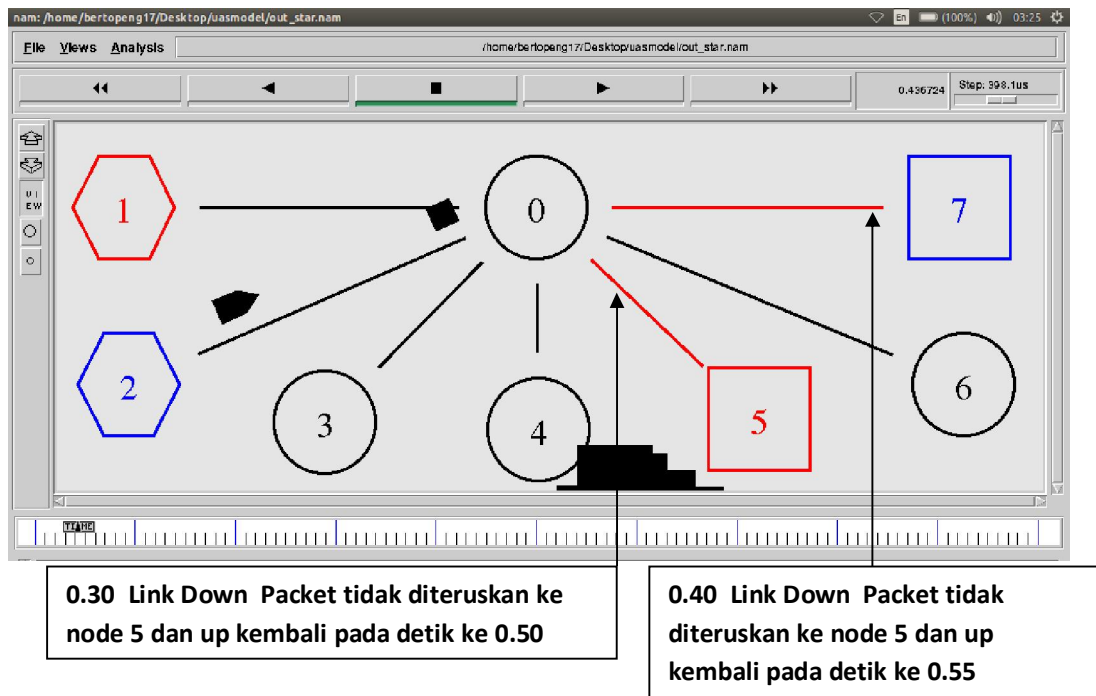 nam: /home/bertopeng17/Desktop/uasmodel/out_star.nam
En (100%) 03:25
File Views Analysis /home/bertopeng17/Desktop/uasmodel/out_star.nam
0.436724 Step: 398.1us
VIEW
1
0
7
2
3
4
5
6
TIME
0.30 Link Down Packet tidak diteruskan ke
node 5 dan up kembali pada detik ke 0.50
0.40 Link Down Packet tidak
diteruskan ke node 5 dan up
kembali pada detik ke 0.55